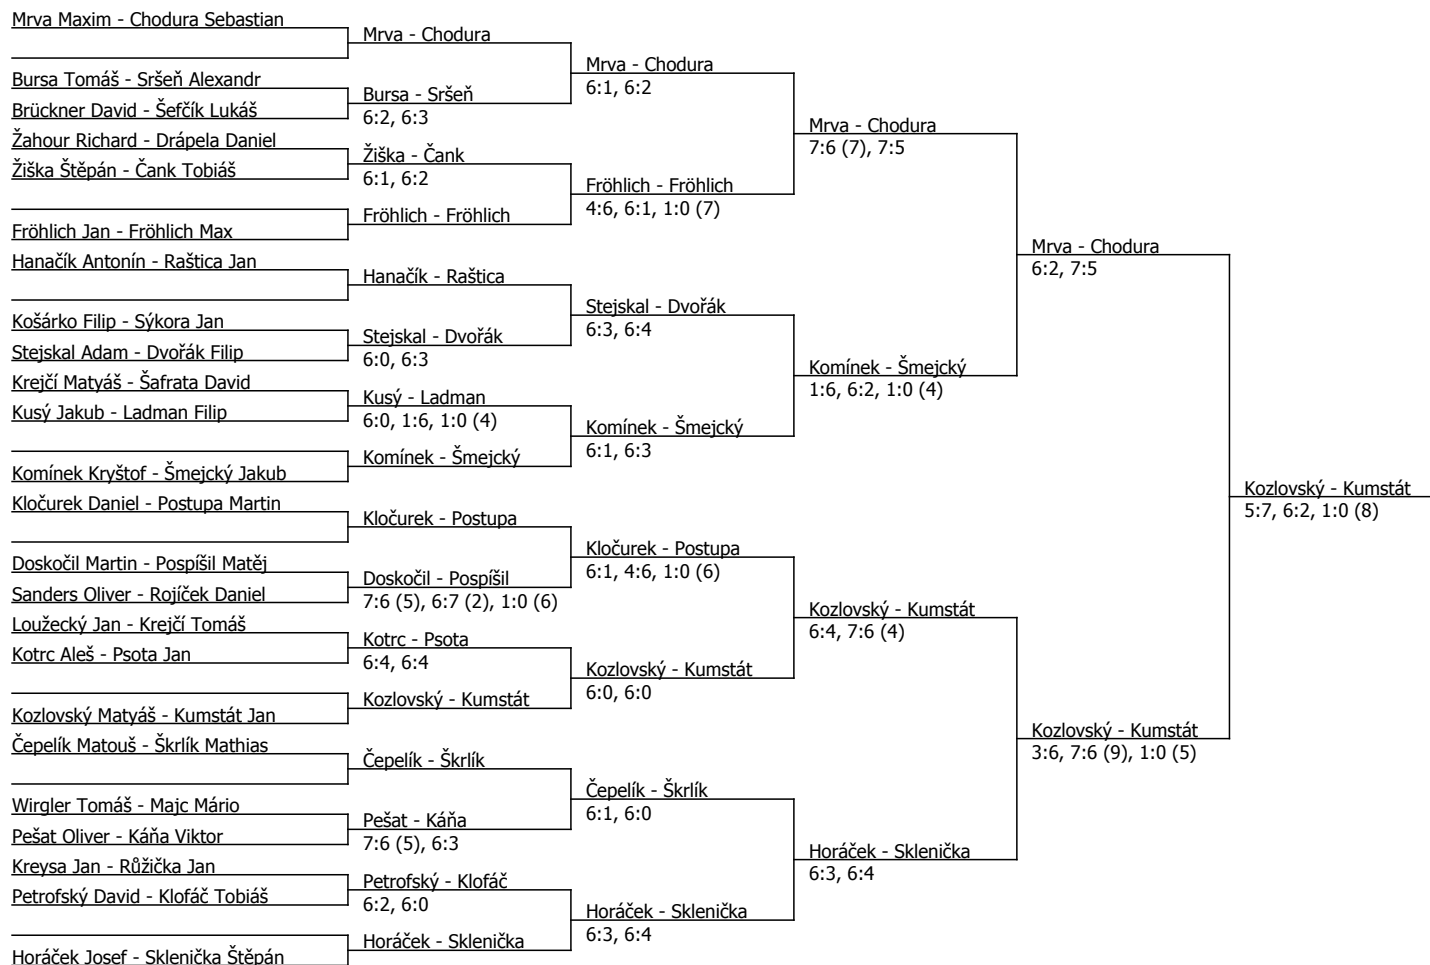 Mrva Maxim - Chodura Sebastian
Bursa Tomáš - Sršeň Alexandr
Brückner David - Šefčík Lukáš
Žahour Richard - Drápela Daniel
Žiška Štěpán - Čank Tobiáš
Fröhlich Jan - Fröhlich Max
Hanačík Antonín - Raštica Jan
Košárko Filip - Sýkora Jan
Stejskal Adam - Dvořák Filip
Krejčí Matyáš - Šafrata David
Kusý Jakub - Ladman Filip
Komínek Kryštof - Šmejcký Jakub
Kločurek Daniel - Postupa Martin
Doskočil Martin - Pospíšil Matěj
Sanders Oliver - Rojíček Daniel
Loužecký Jan - Krejčí Tomáš
Kotrc Aleš - Psota Jan
Kozlovský Matyáš - Kumstát Jan
Čepelík Matouš - Škrlík Mathias
Wirgler Tomáš - Majc Mário
Pešat Oliver - Káňa Viktor
Kreysa Jan - Růžička Jan
Petrofský David - Klofáč Tobiáš
Horáček Josef - Sklenička Štěpán
Mrva - Chodura
Bursa - Sršeň
6:2, 6:3
Žiška - Čank
6:1, 6:2
Fröhlich - Fröhlich
Hanačík - Raštica
Stejskal - Dvořák
6:0, 6:3
Kusý - Ladman
6:0, 1:6, 1:0 (4)
Komínek - Šmejcký
Kločurek - Postupa
Doskočil - Pospíšil
7:6 (5), 6:7 (2), 1:0 (6)
Kotrc - Psota
6:4, 6:4
Kozlovský - Kumstát
Čepelík - Škrlík
Pešat - Káňa
7:6 (5), 6:3
Petrofský - Klofáč
6:2, 6:0
Horáček - Sklenička
Mrva - Chodura
6:1, 6:2
Fröhlich - Fröhlich
4:6, 6:1, 1:0 (7)
Stejskal - Dvořák
6:3, 6:4
Komínek - Šmejcký
6:1, 6:3
Kločurek - Postupa
6:1, 4:6, 1:0 (6)
Kozlovský - Kumstát
6:0, 6:0
Čepelík - Škrlík
6:1, 6:0
Horáček - Sklenička
6:3, 6:4
Mrva - Chodura
7:6 (7), 7:5
Komínek - Šmejcký
1:6, 6:2, 1:0 (4)
Kozlovský - Kumstát
6:4, 7:6 (4)
Horáček - Sklenička
6:3, 6:4
Mrva - Chodura
6:2, 7:5
Kozlovský - Kumstát
3:6, 7:6 (9), 1:0 (5)
Kozlovský - Kumstát
5:7, 6:2, 1:0 (8)